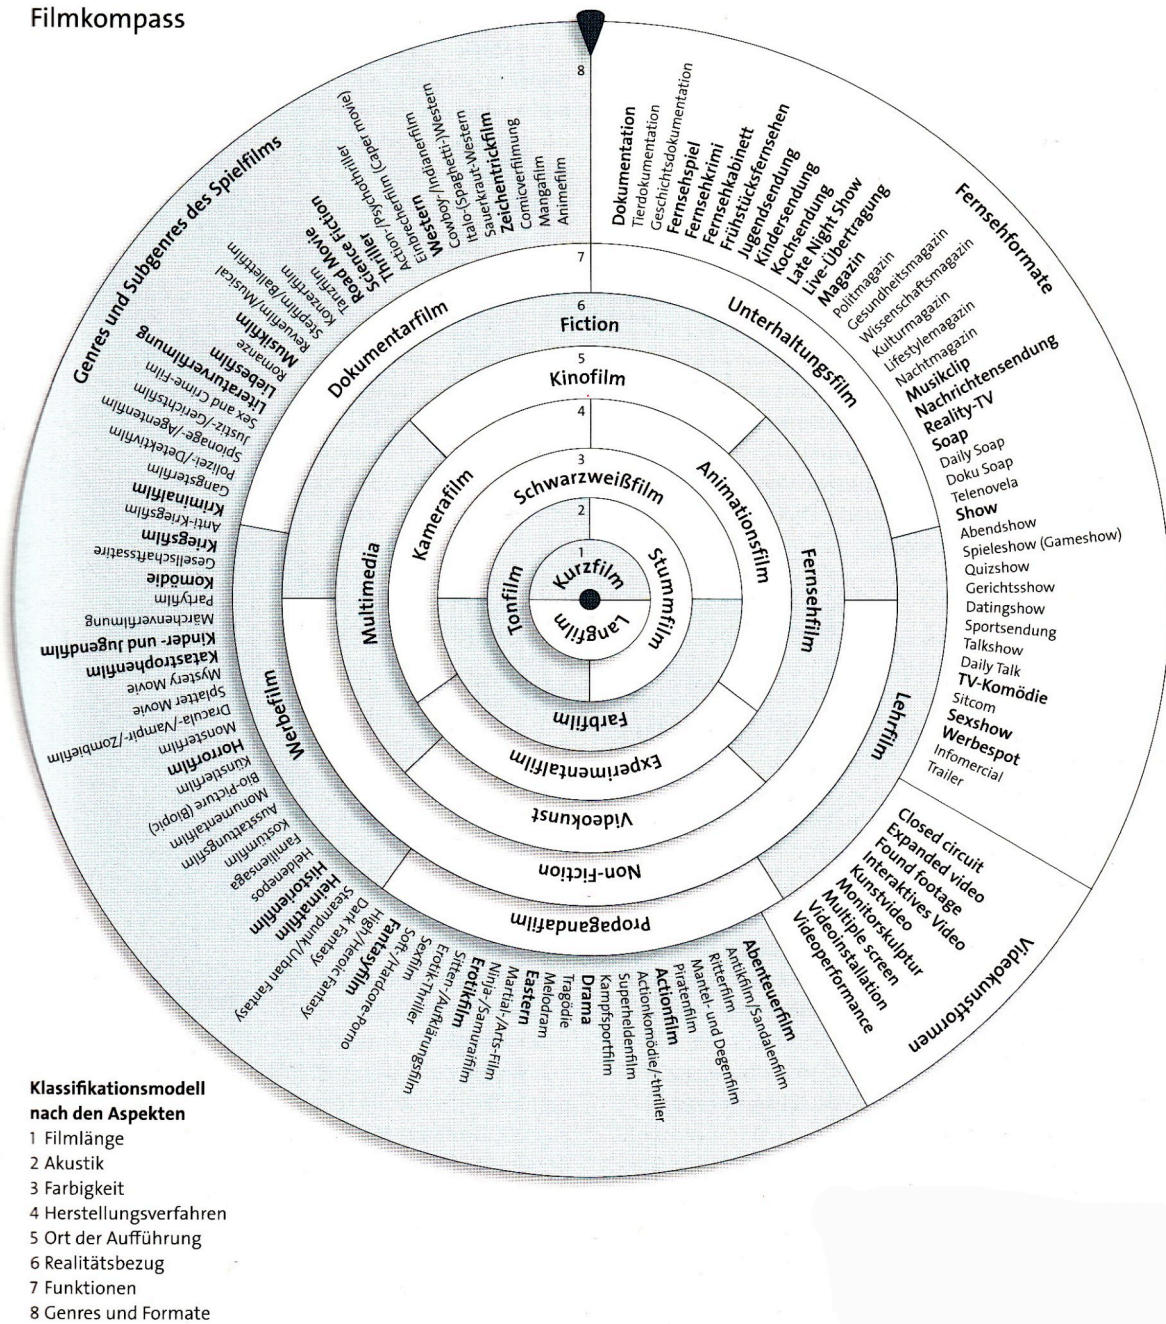 Filmkompass
8
7
6
5
4
3
2
1
Kurzfilm
Langfilm
Tonfilm
Stummfilm
Schwarzweißfilm
Farbfilm
Kamerafilm
Animationsfilm
Experimentalfilm
Kinofilm
Fernsehfilm
Videokunst
Multimedia
Fiction
Non-Fiction
Dokumentarfilm
Unterhaltungsfilm
Lehrfilm
Propagandafilm
Werbefilm
Fernsehformate
Dokumentation
Tierdokumentation
Geschichtsdokumentation
Fernsehspiel
Fernsehkrimi
Fernsehkabinett
Frühstücksfernsehen
Jugendsendung
Kindersendung
Kochsendung
Late Night Show
Live-Übertragung
Magazin
Politmagazin
Gesundheitsmagazin
Wissenschaftsmagazin
Kulturmagazin
Lifestylemagazin
Nachtmagazin
Musikclip
Nachrichtensendung
Reality-TV
Soap
Daily Soap
Doku Soap
Telenovela
Show
Abendshow
Spieleshow (Gameshow)
Quizshow
Gerichtsshow
Datingshow
Sportsendung
Talkshow
Daily Talk
TV-Komödie
Sitcom
Sexshow
Werbespot
Infomercial
Trailer
Videokunstformen
Closed circuit
Expanded video
Found footage
Interaktives Video
Kunstvideo
Monitorskulptur
Multiple screen
Videoinstallation
Videoperformance
Genres und Subgenres des Spielfilms
Abenteuerfilm
Antikfilm/Sandalenfilm
Ritterfilm
Mantel- und Degenfilm
Piratenfilm
Actionfilm
Actionkomödie/-thriller
Superheldenfilm
Kampfsportfilm
Drama
Tragödie
Melodram
Eastern
Martial-/Arts-Film
Ninja-/Samuraifilm
Erotikfilm
Sitten-/Aufklärungsfilm
Erotik-Thriller
Sexfilm
Soft-/Hardcore-Porno
Fantasyfilm
High/Heroic Fantasy
Dark Fantasy
Steampunk/Urban Fantasy
Heimatfilm
Historienfilm
Heldenepos
Familiensaga
Kostümfilm
Ausstattungsfilm
Monumentalfilm
Bio-Picture (Biopic)
Künstlerfilm
Horrorfilm
Monsterfilm
Dracula-/Vampir-/Zombiefilm
Splatter Movie
Mystery Movie
Katastrophenfilm
Kinder- und Jugendfilm
Märchenverfilmung
Partyfilm
Komödie
Gesellschaftssatire
Kriegsfilm
Anti-Kriegsfilm
Kriminalfilm
Gangsterfilm
Polizei-/Detektivfilm
Spionage-/Agentenfilm
Justiz-/Gerichtsfilm
Sex and Crime-Film
Literaturverfilmung
Liebesfilm
Romanze
Musikfilm
Revuefilm/Musical
Stepfilm/Ballettfilm
Konzertfilm
Tanzfilm
Road Movie
Science Fiction
Thriller
Action-/Psychothriller
Einbrecherfilm (Caper movie)
Western
Cowboy-/Indianerfilm
Italo-(Spaghetti-)Western
Sauerkraut-Western
Zeichentrickfilm
Comicverfilmung
Mangafilm
Animefilm
Klassifikationsmodell
nach den Aspekten
1 Filmlänge
2 Akustik
3 Farbigkeit
4 Herstellungsverfahren
5 Ort der Aufführung
6 Realitätsbezug
7 Funktionen
8 Genres und Formate